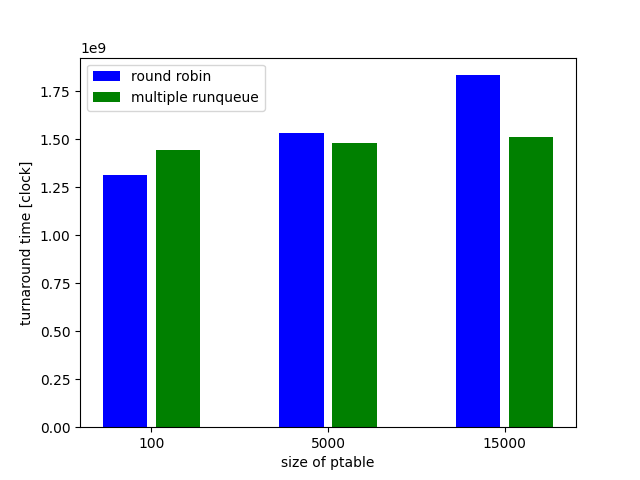 1e9
round robin
multiple runqueue
1.75
1.50
1.25
1.00
0.75
0.50
0.25
0.00
turnaround time [clock]
100 5000 15000
size of ptable